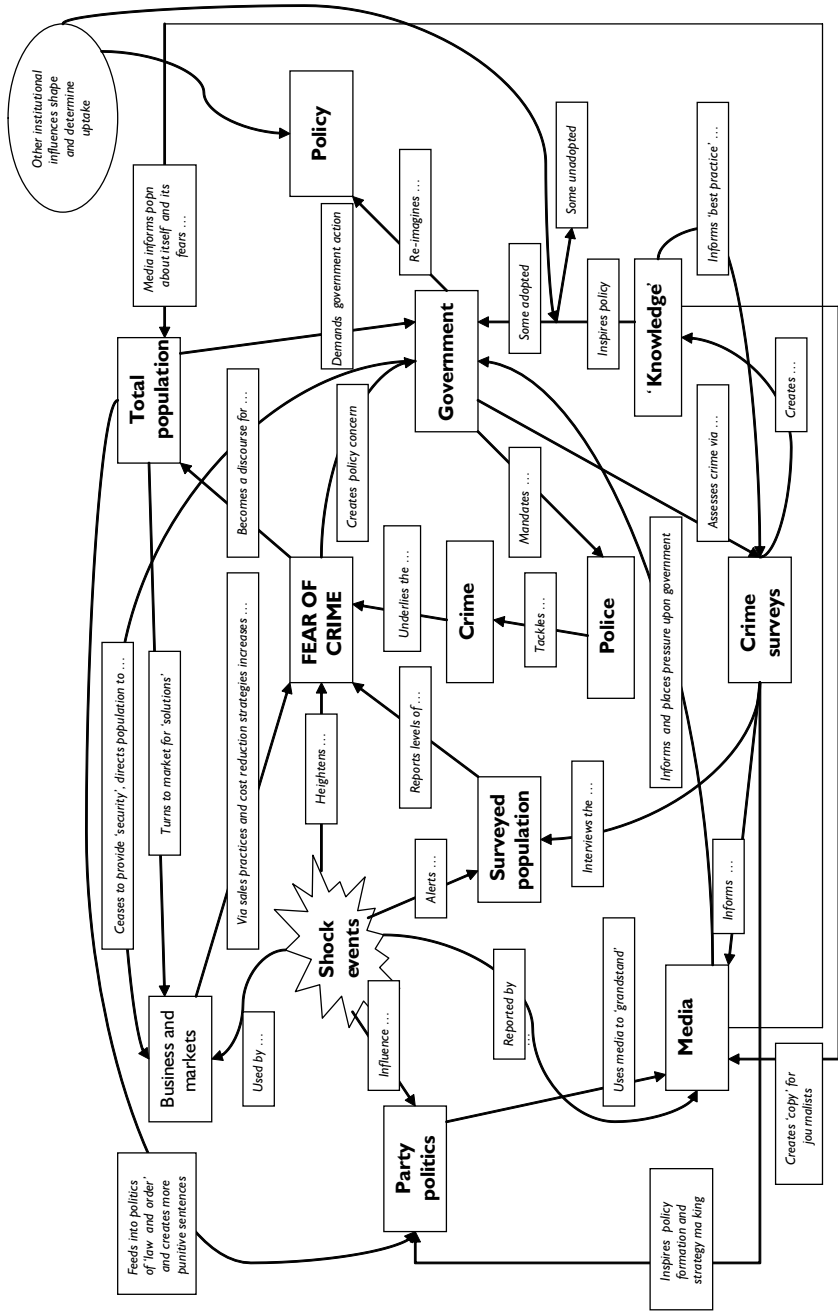 Other institutional
influences shape
and determine
uptake
Media informs popn
about itself and its
fears …
Total
population
Feeds into politics
of 'law and order'
and creates more
punitive sentences
Ceases to provide 'security', directs population to …
Turns to market for 'solutions'
Business and
markets
Via sales practices and cost reduction strategies increases …
Becomes a discourse for …
Used by …
Policy
Demands government action
Shock
events
Heightens …
FEAR OF
CRIME
Creates policy concern
Influence …
Re-imagines …
Party
politics
Alerts …
Reports levels of …
Underlies the …
Government
Crime
Surveyed
population
Reported by
…
Mandates …
Some adopted
Some unadopted
Tackles …
Interviews the …
Police
Inspires policy
Uses media to 'grandstand'
Informs and places pressure upon government
'Knowledge'
Media
Inspires policy
formation and
strategy ma king
Informs …
Assesses crime via …
Informs 'best practice' …
Crime
surveys
Creates 'copy' for
jou rnalists
Creates …